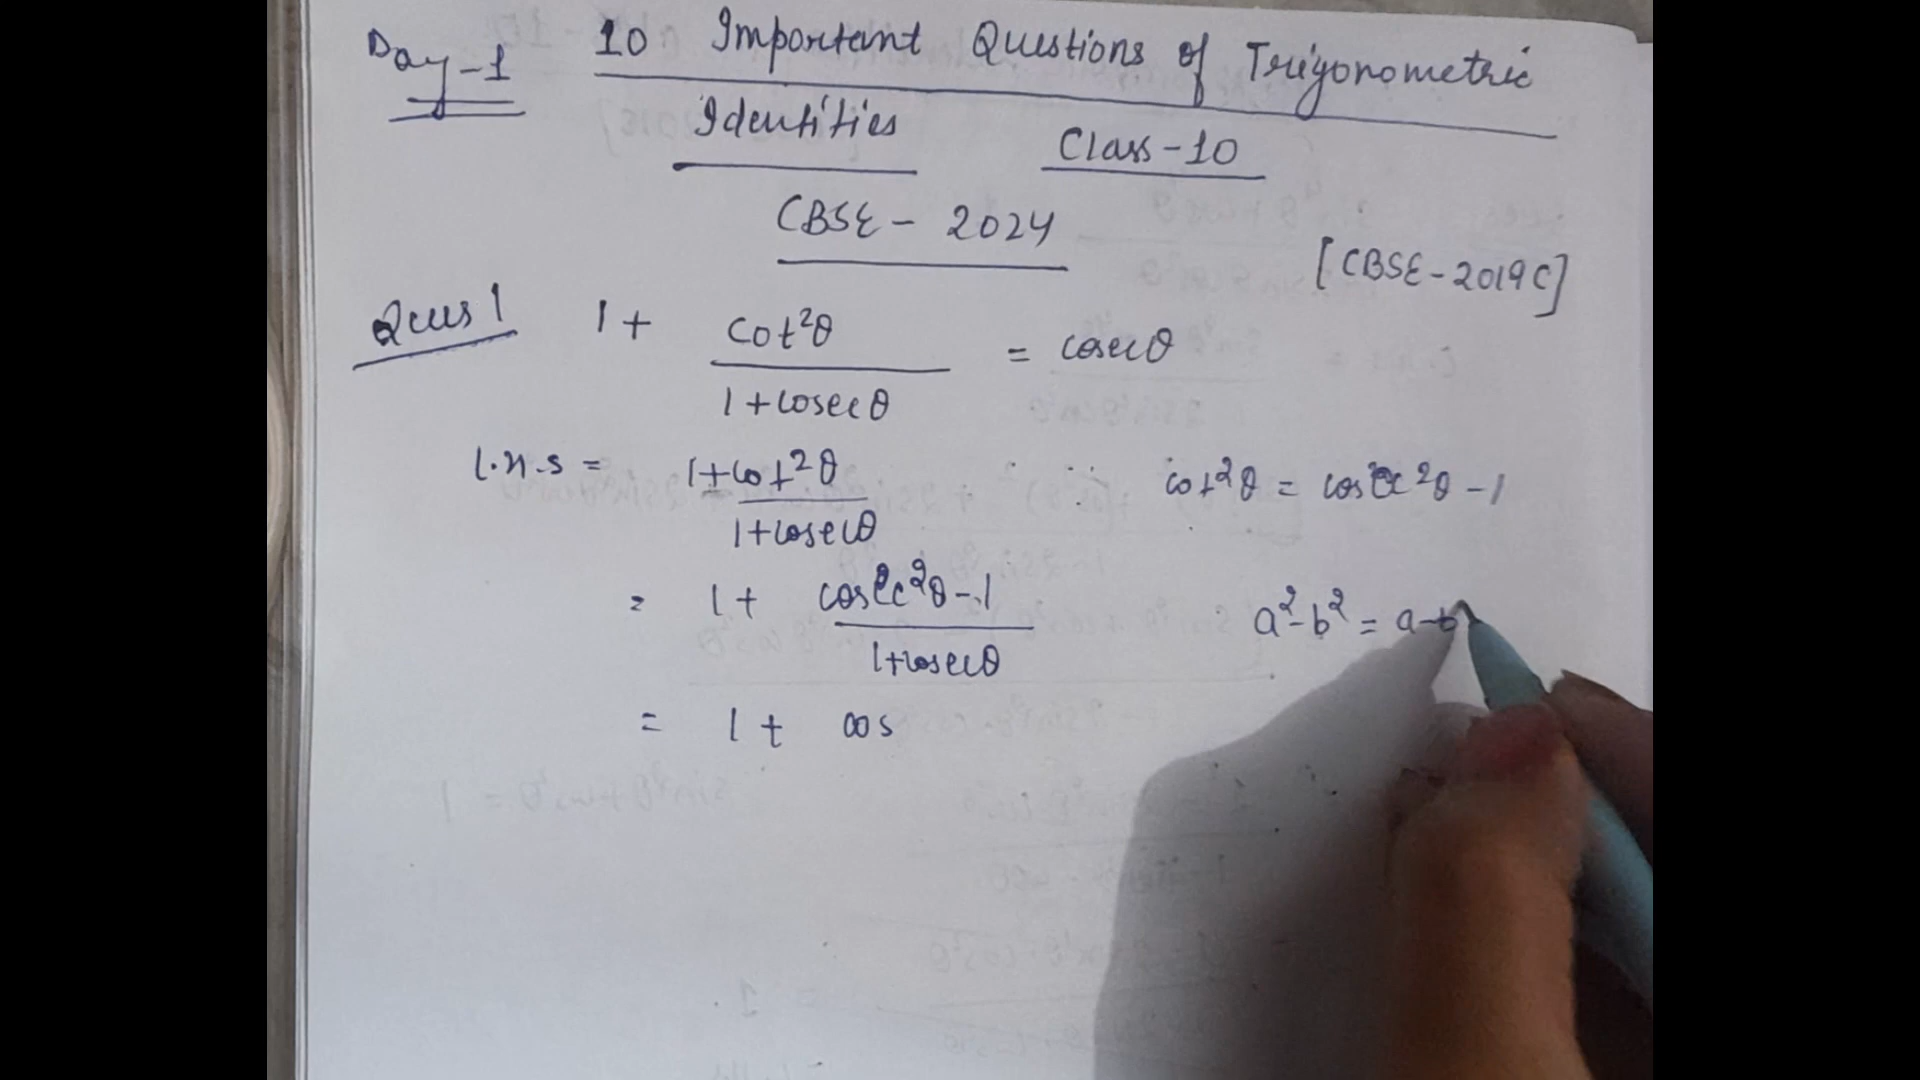 Day-1 10 Important Questions of Trigonometric
Identities Class-10
CBSE - 2024
[CBSE-2019C]
Ques 1 1 + cot²θ / 1+cosecθ = cosecθ
L.H.S = 1+cot²θ / 1+cosecθ ∵ cot²θ = cosec²θ -1
= 1+ cosec²θ-1 / 1+cosecθ a²-b² = a-b
= 1+ cos